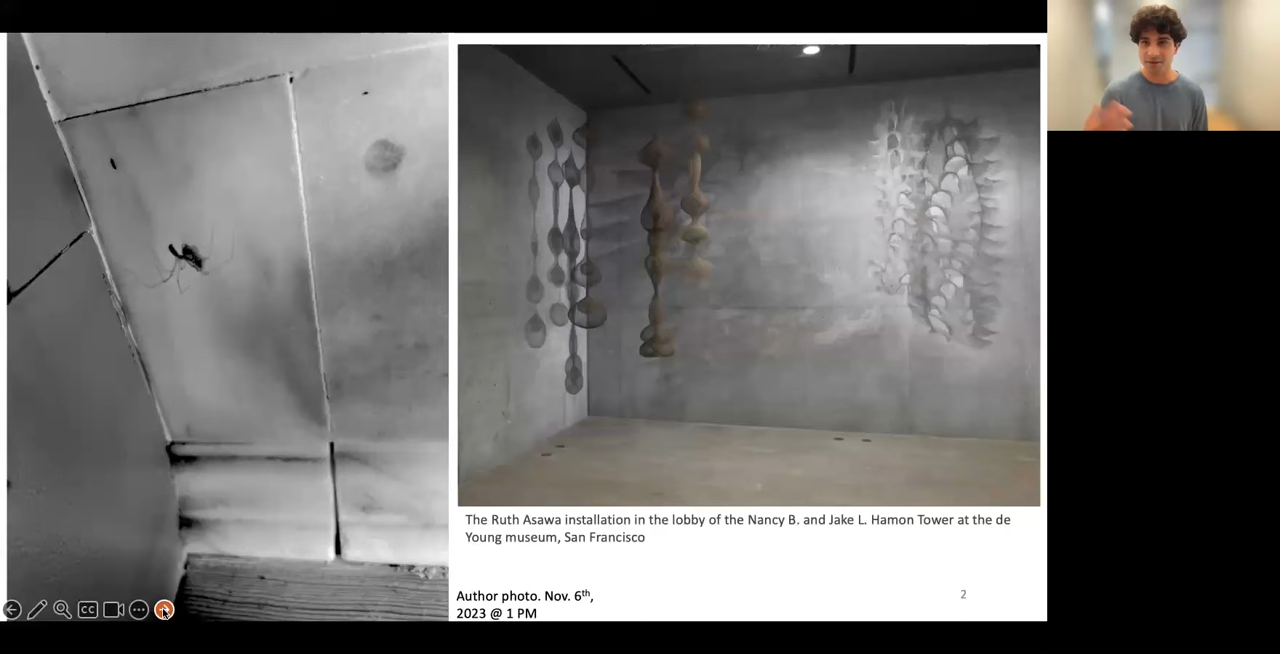 The Ruth Asawa installation in the lobby of the Nancy B. and Jake L. Hamon Tower at the de
Young museum, San Francisco
Author photo. Nov. 6th,
2023 @ 1 PM
2
CC